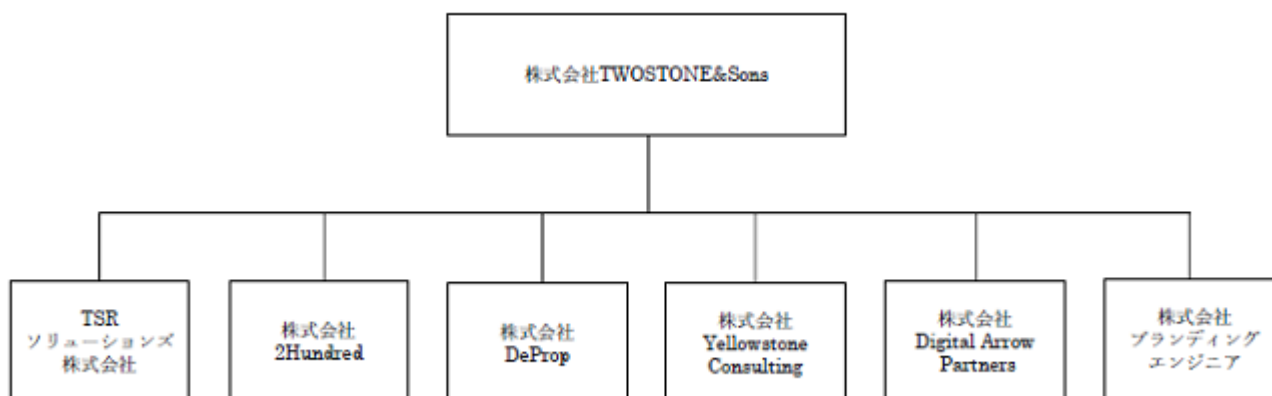 株式会社TWOSTONE&Sons
TSR
ソリューションズ
株式会社
株式会社
2Hundred
株式会社
DeProp
株式会社
Yellowstone
Consulting
株式会社
Digital Arrow
Partners
株式会社
ブランディング
エンジニア